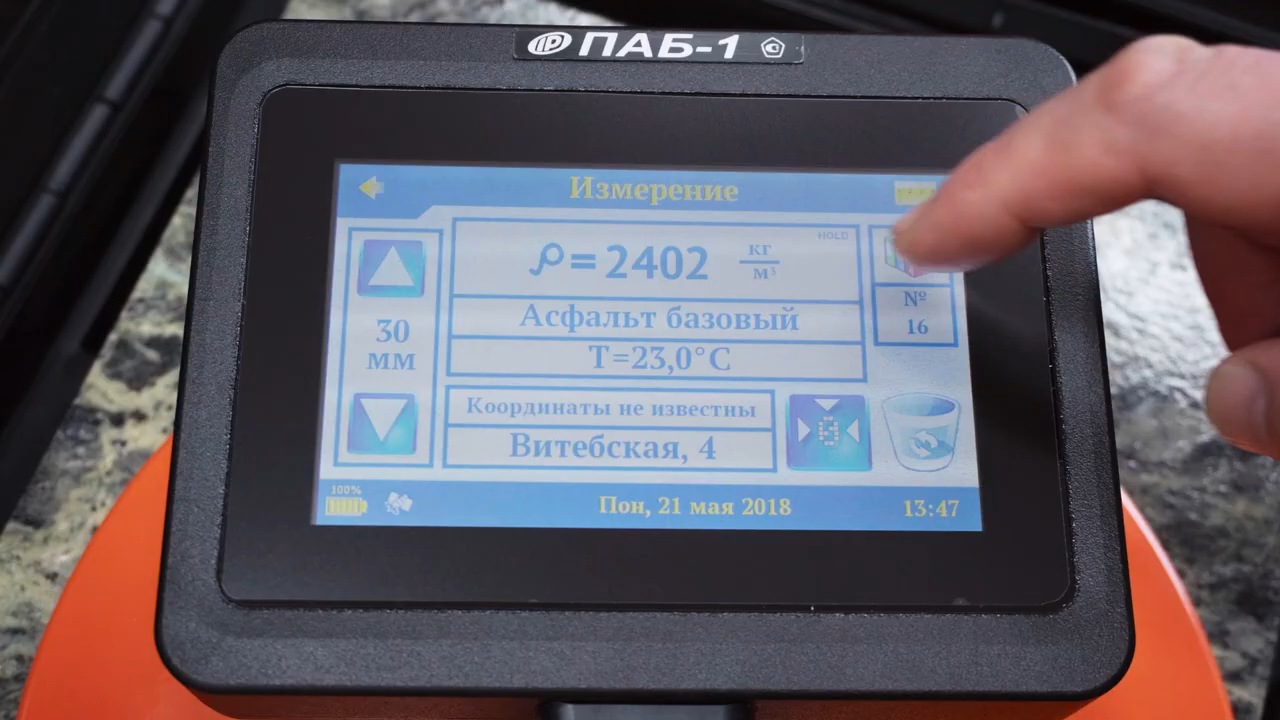 ПАБ-1
Измерение
HOLD
ρ=2402 кг/м³
30
мм
Асфальт базовый
T=23,0°C
№
16
Координаты не известны
Витебская, 4
0
100%
Пон, 21 мая 2018
13:47